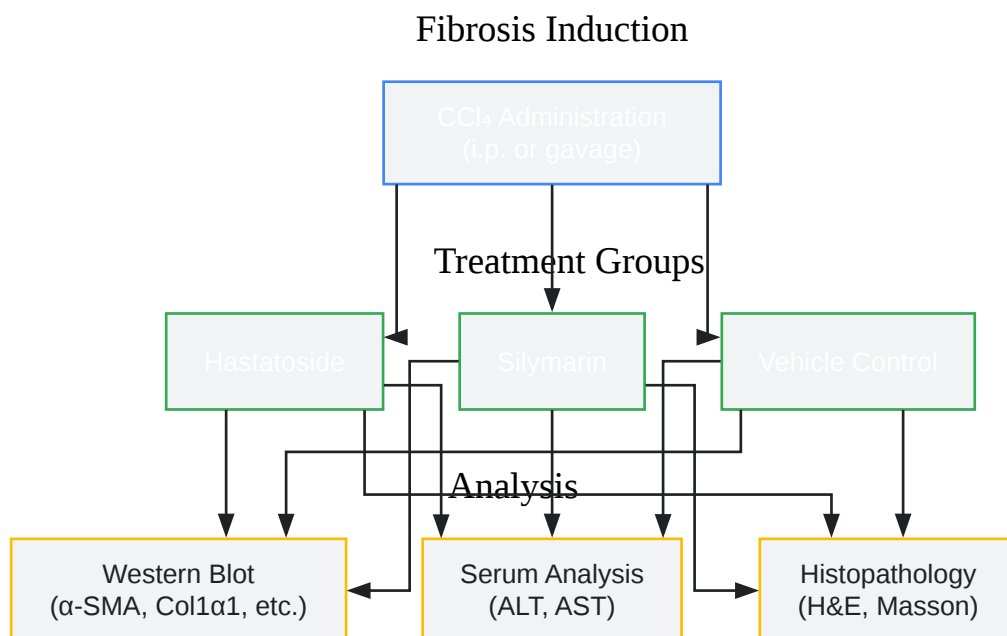 Fibrosis Induction
CCl₄ Administration
(i.p. or gavage)
Treatment Groups
Hastatoside
Silymarin
Vehicle Control
Analysis
Western Blot
(α-SMA, Col1α1, etc.)
Serum Analysis
(ALT, AST)
Histopathology
(H&E, Masson)